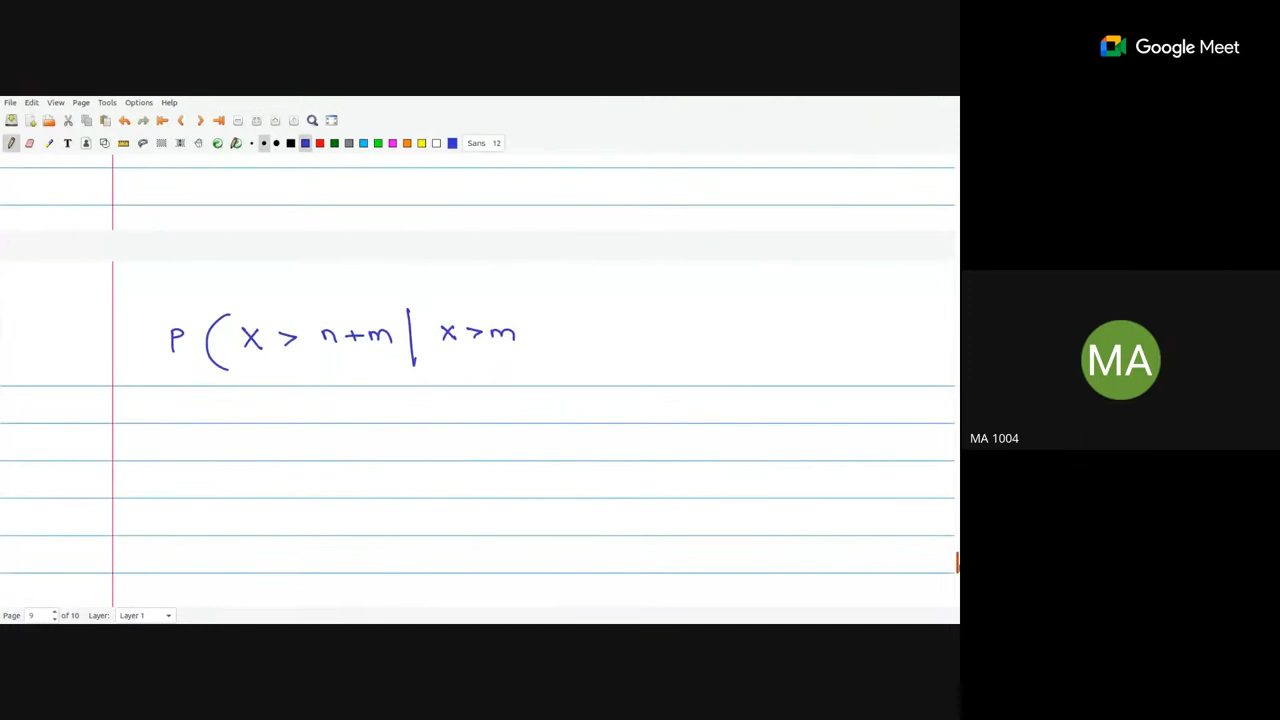 Google Meet
File Edit View Page Tools Options Help
Sans 12
P ( X > n+m | x > m
MA
MA 1004
Page 9 of 10 Layer: Layer 1